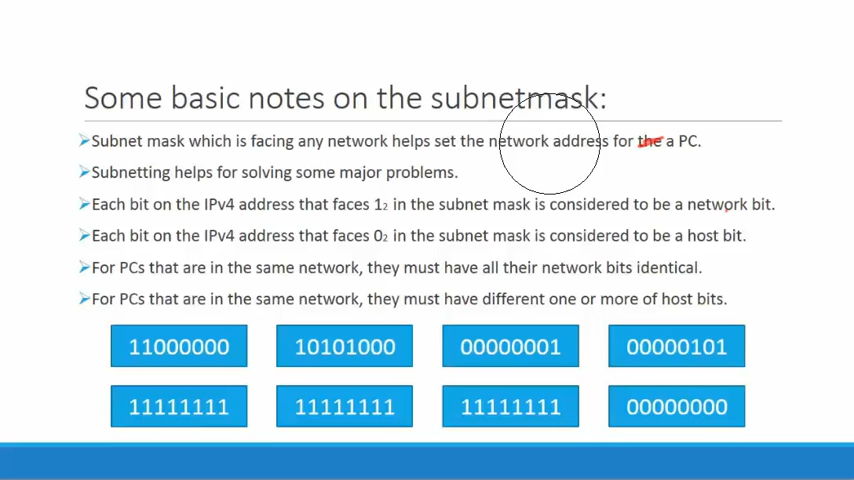 Some basic notes on the subnetmask:
Subnet mask which is facing any network helps set the network address for the a PC.
Subnetting helps for solving some major problems.
Each bit on the IPv4 address that faces 1₂ in the subnet mask is considered to be a network bit.
Each bit on the IPv4 address that faces 0₂ in the subnet mask is considered to be a host bit.
For PCs that are in the same network, they must have all their network bits identical.
For PCs that are in the same network, they must have different one or more of host bits.
11000000 10101000 00000001 00000101
11111111 11111111 11111111 00000000